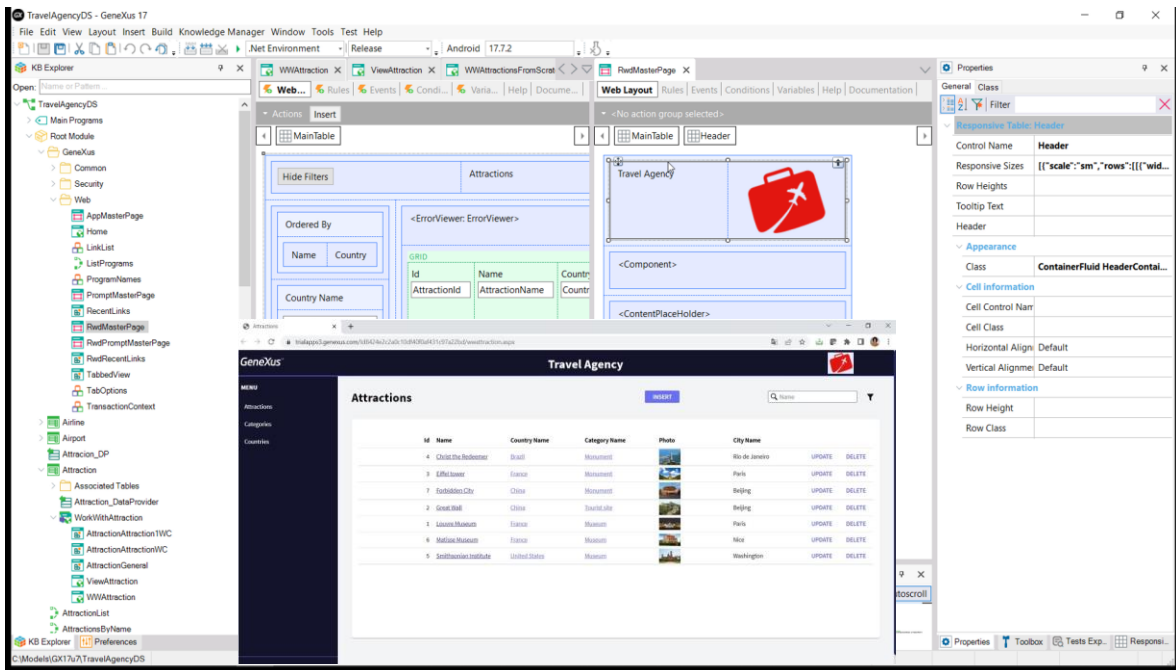 TravelAgencyDS - GeneXus 17
File Edit View Layout Insert Build Knowledge Manager Window Tools Test Help
.Net Environment Release Android 17.7.2
KB Explorer
Open: Name or Pattern...
TravelAgencyDS
Main Programs
Root Module
GeneXus
Common
Security
Web
AppMasterPage
Home
LinkList
ListPrograms
ProgramNames
PromptMasterPage
RecentLinks
RwdMasterPage
RwdPromptMasterPage
RwdRecentLinks
TabbedView
TabOptions
TransactionContext
Airline
Airport
Attracion_DP
Attraction
Associated Tables
Attraction_DataProvider
WorkWithAttraction
AttractionAttraction1WC
AttractionAttractionWC
AttractionGeneral
ViewAttraction
WWAttraction
AttractionList
AttractionsByName
KB Explorer Preferences
C:\Models\GX17u7\TravelAgencyDS
WWAttraction ViewAttraction WWAttractionsFromScrat
Web... Rules Events Condi... Varia... Help Docume...
Actions Insert
MainTable
Hide Filters Attractions
Ordered By
Name Country
Country Name
<ErrorViewer: ErrorViewer>
GRID
Id Name Country
AttractionId AttractionName Countr
RwdMasterPage
Web Layout Rules Events Conditions Variables Help Documentation
<No action group selected>
MainTable Header
Travel Agency
<Component>
<ContentPlaceHolder>
Attractions
GeneXus Travel Agency
MENU
Attractions
Categories
Countries
Attractions INSERT Name
Id Name Country Name Category Name Photo City Name
4 Christ the Redeemer Brazil Monument Rio de Janeiro UPDATE DELETE
3 Eiffel tower France Monument Paris UPDATE DELETE
7 Forbidden City China Monument Beijing UPDATE DELETE
2 Great Wall China Tourist site Beijing UPDATE DELETE
1 Louvre Museum France Museum Paris UPDATE DELETE
6 Matisse Museum France Museum Nice UPDATE DELETE
5 Smithsonian Institute United States Museum Washington UPDATE DELETE
utoscroll
Properties
General Class
Filter
Responsive Table: Header
Control Name Header
Responsive Sizes [{"scale":"sm","rows":[[{"wid...
Row Heights
Tooltip Text
Header
Appearance
Class ContainerFluid HeaderContai...
Cell information
Cell Control Nam
Cell Class
Horizontal Alignı Default
Vertical Alignmeı Default
Row information
Row Height
Row Class
Properties Toolbox Tests Exp... Responsi...